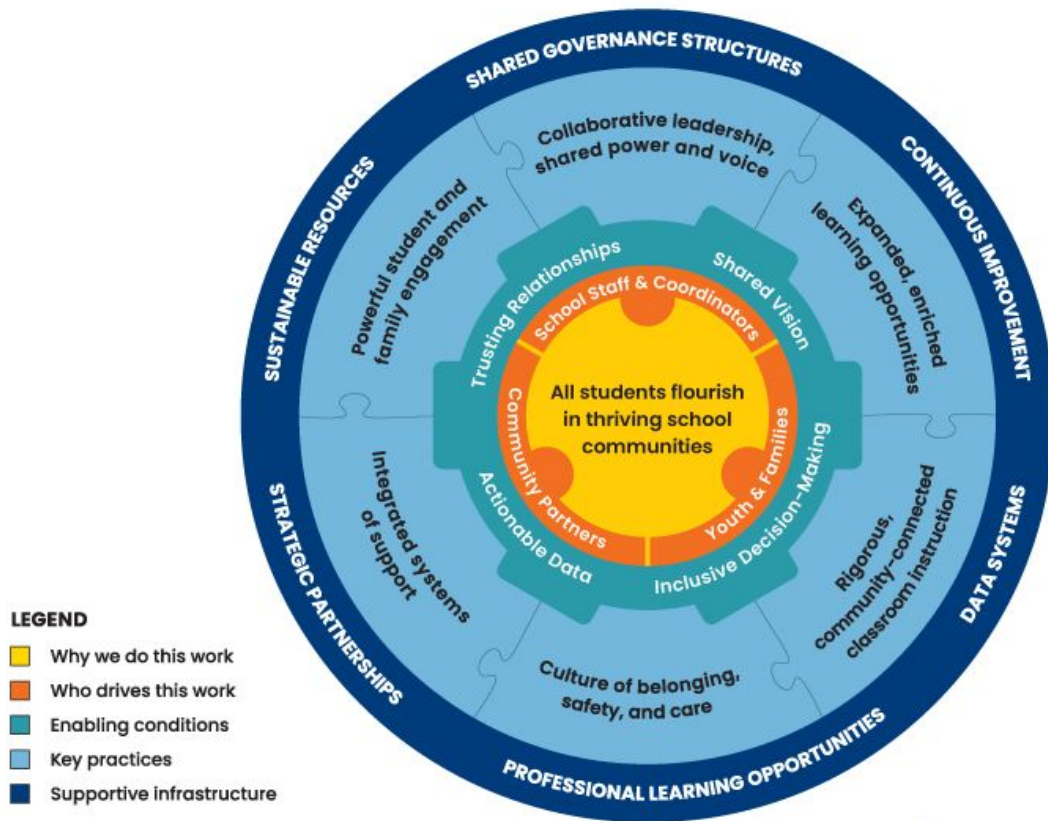 SHARED GOVERNANCE STRUCTURES
CONTINUOUS IMPROVEMENT
DATA SYSTEMS
PROFESSIONAL LEARNING OPPORTUNITIES
STRATEGIC PARTNERSHIPS
SUSTAINABLE RESOURCES
Collaborative leadership,
shared power and voice
Expanded, enriched
learning opportunities
Rigorous,
community-connected
classroom instruction
Culture of belonging,
safety, and care
Integrated systems
of support
Powerful student and
family engagement
Trusting Relationships
Shared Vision
Inclusive Decision-Making
Actionable Data
School Staff & Coordinators
Youth & Families
Community Partners
All students flourish
in thriving school
communities
LEGEND
Why we do this work
Who drives this work
Enabling conditions
Key practices
Supportive infrastructure